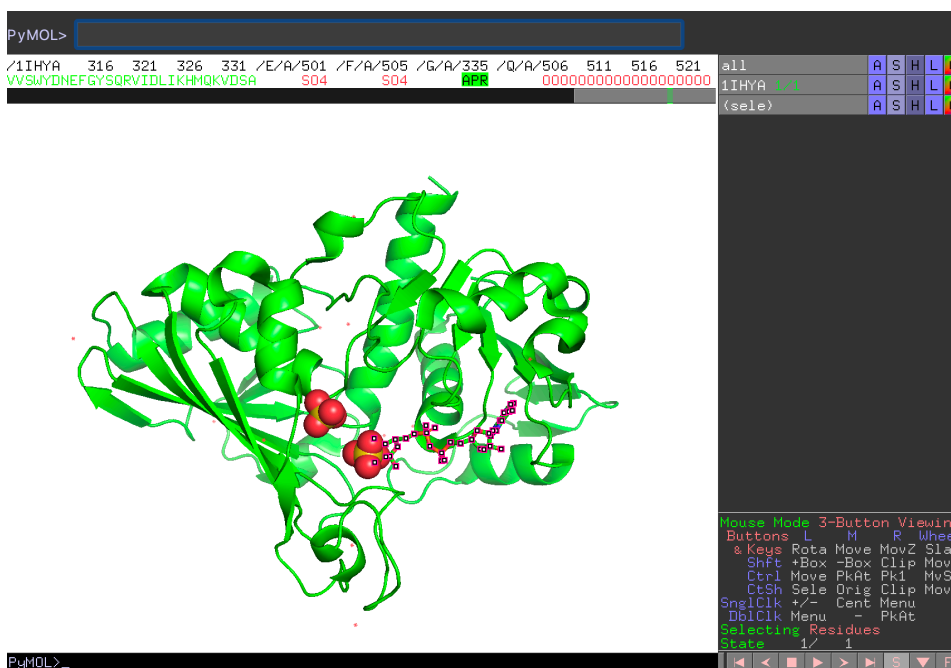 PyMOL>
/1IHYA 316 321 326 331 /E/A/501 /F/A/505 /G/A/335 /Q/A/506 511 516 521
VVSWYDNEFGYSQRVIDLIKHMQKVDSA SO4 SO4 APR OOOOOOOOOOOOOOOOOOO
all A S H L
1IHYA 1/1 A S H L
(sele) A S H L
Mouse Mode 3-Button Viewin
Buttons L M R Whee
& Keys Rota Move MovZ Sla
Shft +Box -Box Clip Mov
Ctrl Move PkAt Pk1 MvS
CtSh Sele Orig Clip Mov
SnglClk +/- Cent Menu
DblClk Menu - PkAt
Selecting Residues
State 1/ 1
PyMOL>_
S